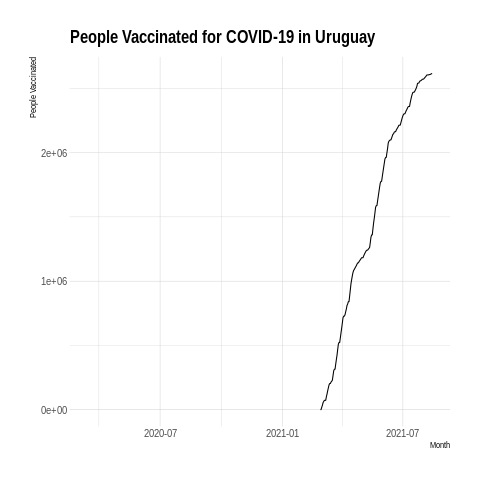 People Vaccinated for COVID-19 in Uruguay
People Vaccinated
2e+06
1e+06
0e+00
2020-07 2021-01 2021-07
Month